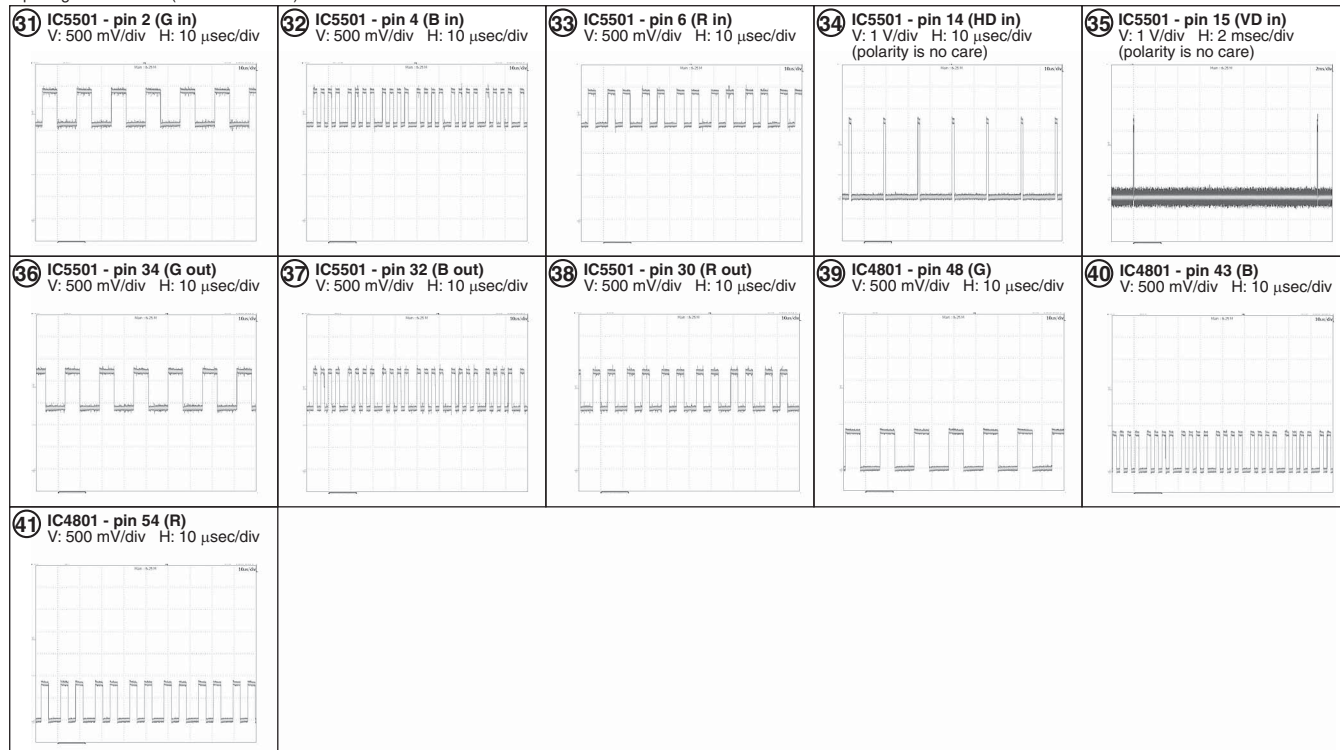 31 IC5501 - pin 2 (G in)
V: 500 mV/div H: 10 μsec/div
32 IC5501 - pin 4 (B in)
V: 500 mV/div H: 10 μsec/div
33 IC5501 - pin 6 (R in)
V: 500 mV/div H: 10 μsec/div
34 IC5501 - pin 14 (HD in)
V: 1 V/div H: 10 μsec/div
(polarity is no care)
35 IC5501 - pin 15 (VD in)
V: 1 V/div H: 2 msec/div
(polarity is no care)
36 IC5501 - pin 34 (G out)
V: 500 mV/div H: 10 μsec/div
37 IC5501 - pin 32 (B out)
V: 500 mV/div H: 10 μsec/div
38 IC5501 - pin 30 (R out)
V: 500 mV/div H: 10 μsec/div
39 IC4801 - pin 48 (G)
V: 500 mV/div H: 10 μsec/div
40 IC4801 - pin 43 (B)
V: 500 mV/div H: 10 μsec/div
41 IC4801 - pin 54 (R)
V: 500 mV/div H: 10 μsec/div